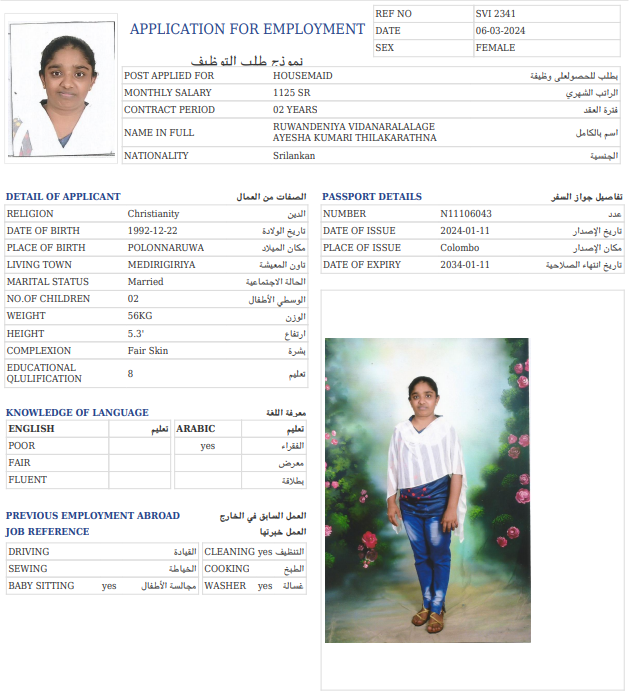 APPLICATION FOR EMPLOYMENT
نموذج طلب التوظيف
REF NO SVI 2341
DATE 06-03-2024
SEX FEMALE
POST APPLIED FOR HOUSEMAID يطلب للحصولعلى وظيفة
MONTHLY SALARY 1125 SR الراتب الشهري
CONTRACT PERIOD 02 YEARS فترة العقد
NAME IN FULL RUWANDENIYA VIDANARALALAGE اسم بالكامل
AYESHA KUMARI THILAKARATHNA
NATIONALITY Srilankan الجنسية
DETAIL OF APPLICANT الصفات من العمال
RELIGION Christianity الدين
DATE OF BIRTH 1992-12-22 تاريخ الولادة
PLACE OF BIRTH POLONNARUWA مكان الميلاد
LIVING TOWN MEDIRIGIRIYA تاون المعيشة
MARITAL STATUS Married الحالة الاجتماعية
NO.OF CHILDREN 02 الوسطي الأطفال
WEIGHT 56KG الوزن
HEIGHT 5.3' ارتفاع
COMPLEXION Fair Skin بشرة
EDUCATIONAL QLULIFICATION 8 تعليم
PASSPORT DETAILS تفاصيل جواز السفر
NUMBER N11106043 عدد
DATE OF ISSUE 2024-01-11 تاريخ الإصدار
PLACE OF ISSUE Colombo مكان الإصدار
DATE OF EXPIRY 2034-01-11 تاريخ انتهاء الصلاحية
KNOWLEDGE OF LANGUAGE معرفة اللغة
ENGLISH تعليم ARABIC تعليم
POOR yes الفقراء
FAIR معرض
FLUENT بطلاقة
PREVIOUS EMPLOYMENT ABROAD العمل السابق في الخارج
JOB REFERENCE العمل خبرتها
DRIVING القيادة CLEANING yes التنظيف
SEWING الخياطة COOKING الطبخ
BABY SITTING yes مجالسة الأطفال WASHER yes غسالة